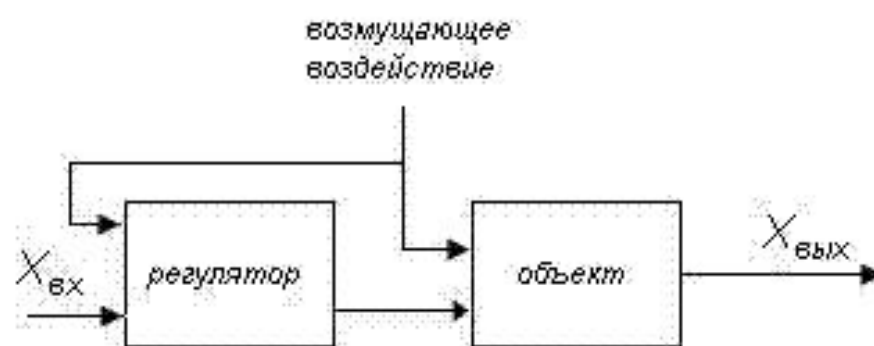 возмущающее
воздействие
Xвх
регулятор
объект
Xвых